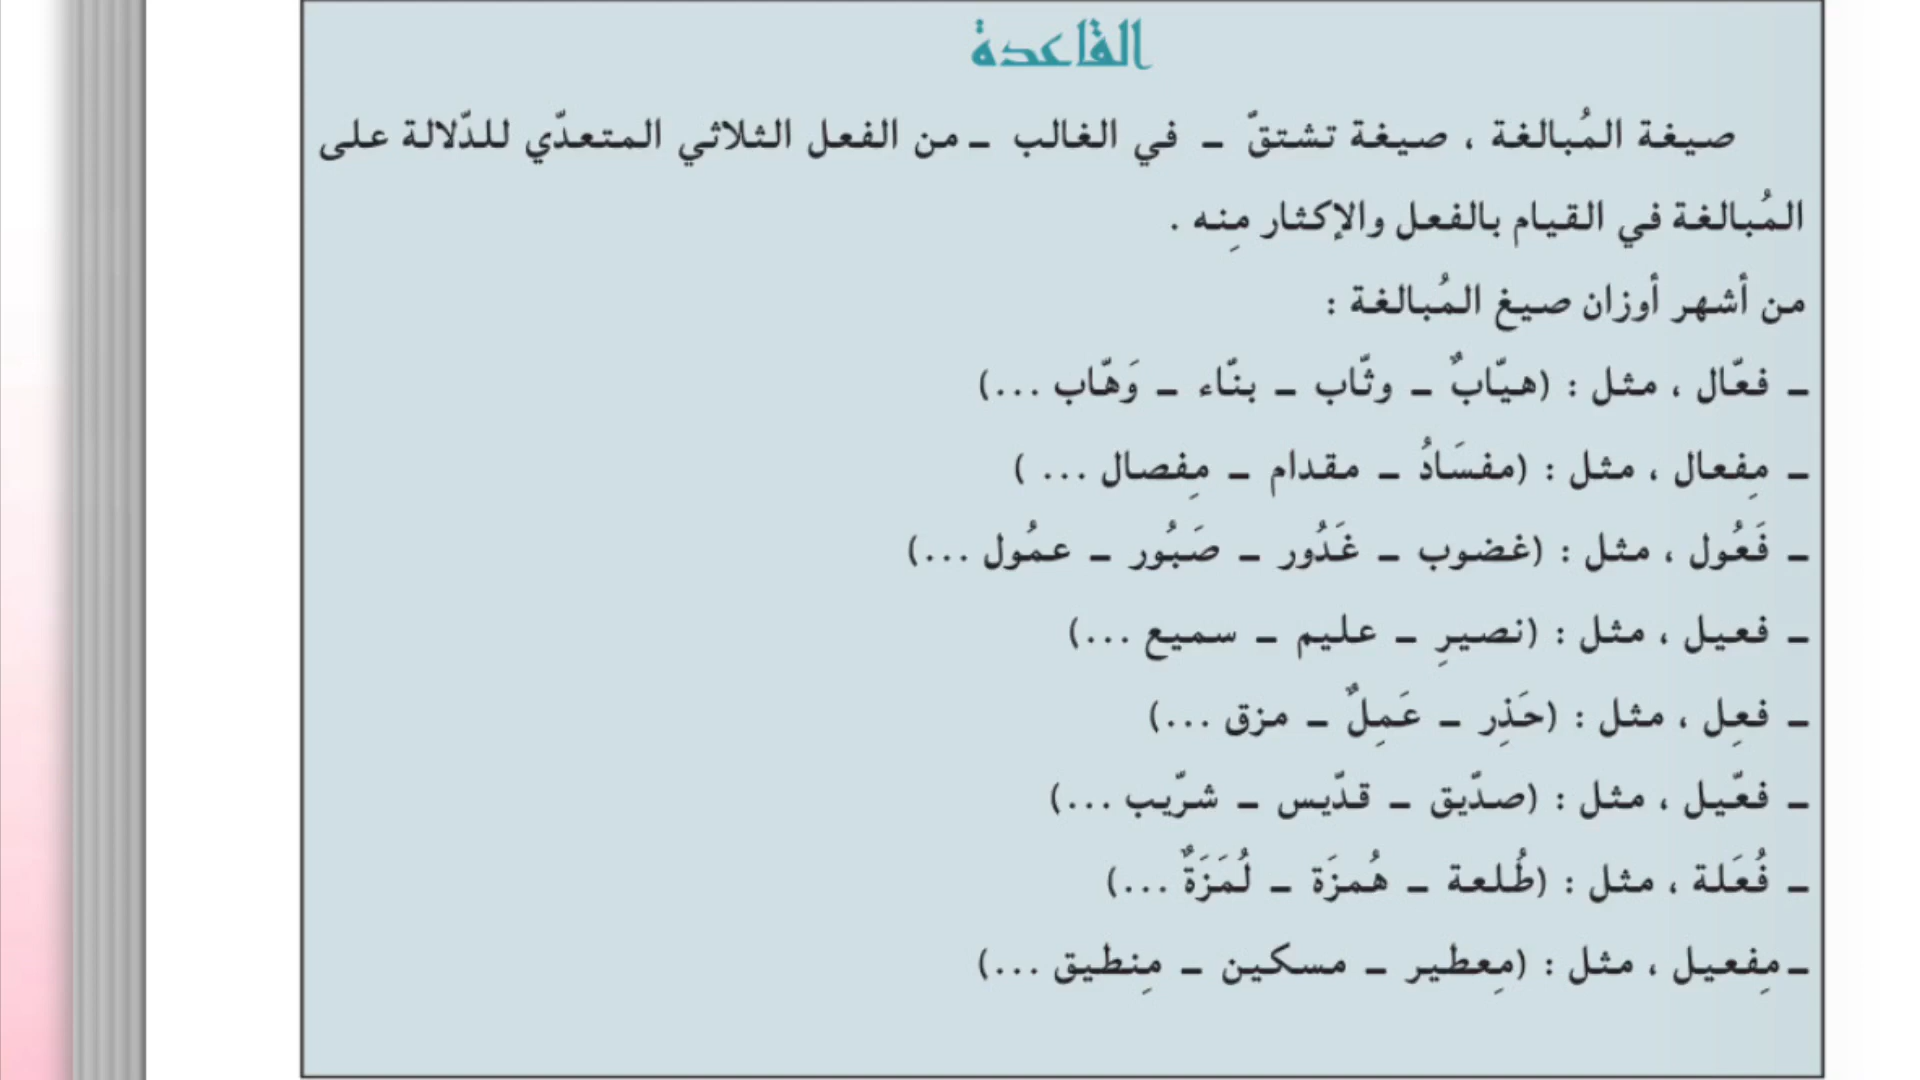 القاعدة
صيغة المُبالغة ، صيغة تشتقّ ـ في الغالب ـ من الفعل الثلاثي المتعدّي للدّلالة على
المُبالغة في القيام بالفعل والإكثار مِنه .
من أشهر أوزان صيغ المُبالغة :
ـ فعّال ، مثل : (هيّابٌ ـ وثّاب ـ بنّاء ـ وَهّاب ...)
ـ مِفعال ، مثل : (مفسَادُ ـ مقدام ـ مِفصال ... )
ـ فَعُول ، مثل : (غضوب ـ غَدُور ـ صَبُور ـ عمُول ...)
ـ فعيل ، مثل : (نصيرِ ـ عليم ـ سميع ...)
ـ فعِل ، مثل : (حَذِر ـ عَمِلٌ ـ مزق ...)
ـ فعّيل ، مثل : (صدّيق ـ قدّيس ـ شرّيب ...)
ـ فُعَلة ، مثل : (طُلعة ـ هُمزَة ـ لُمَزَةٌ ...)
ـ مِفعيل ، مثل : (مِعطير ـ مسكين ـ مِنطيق ...)